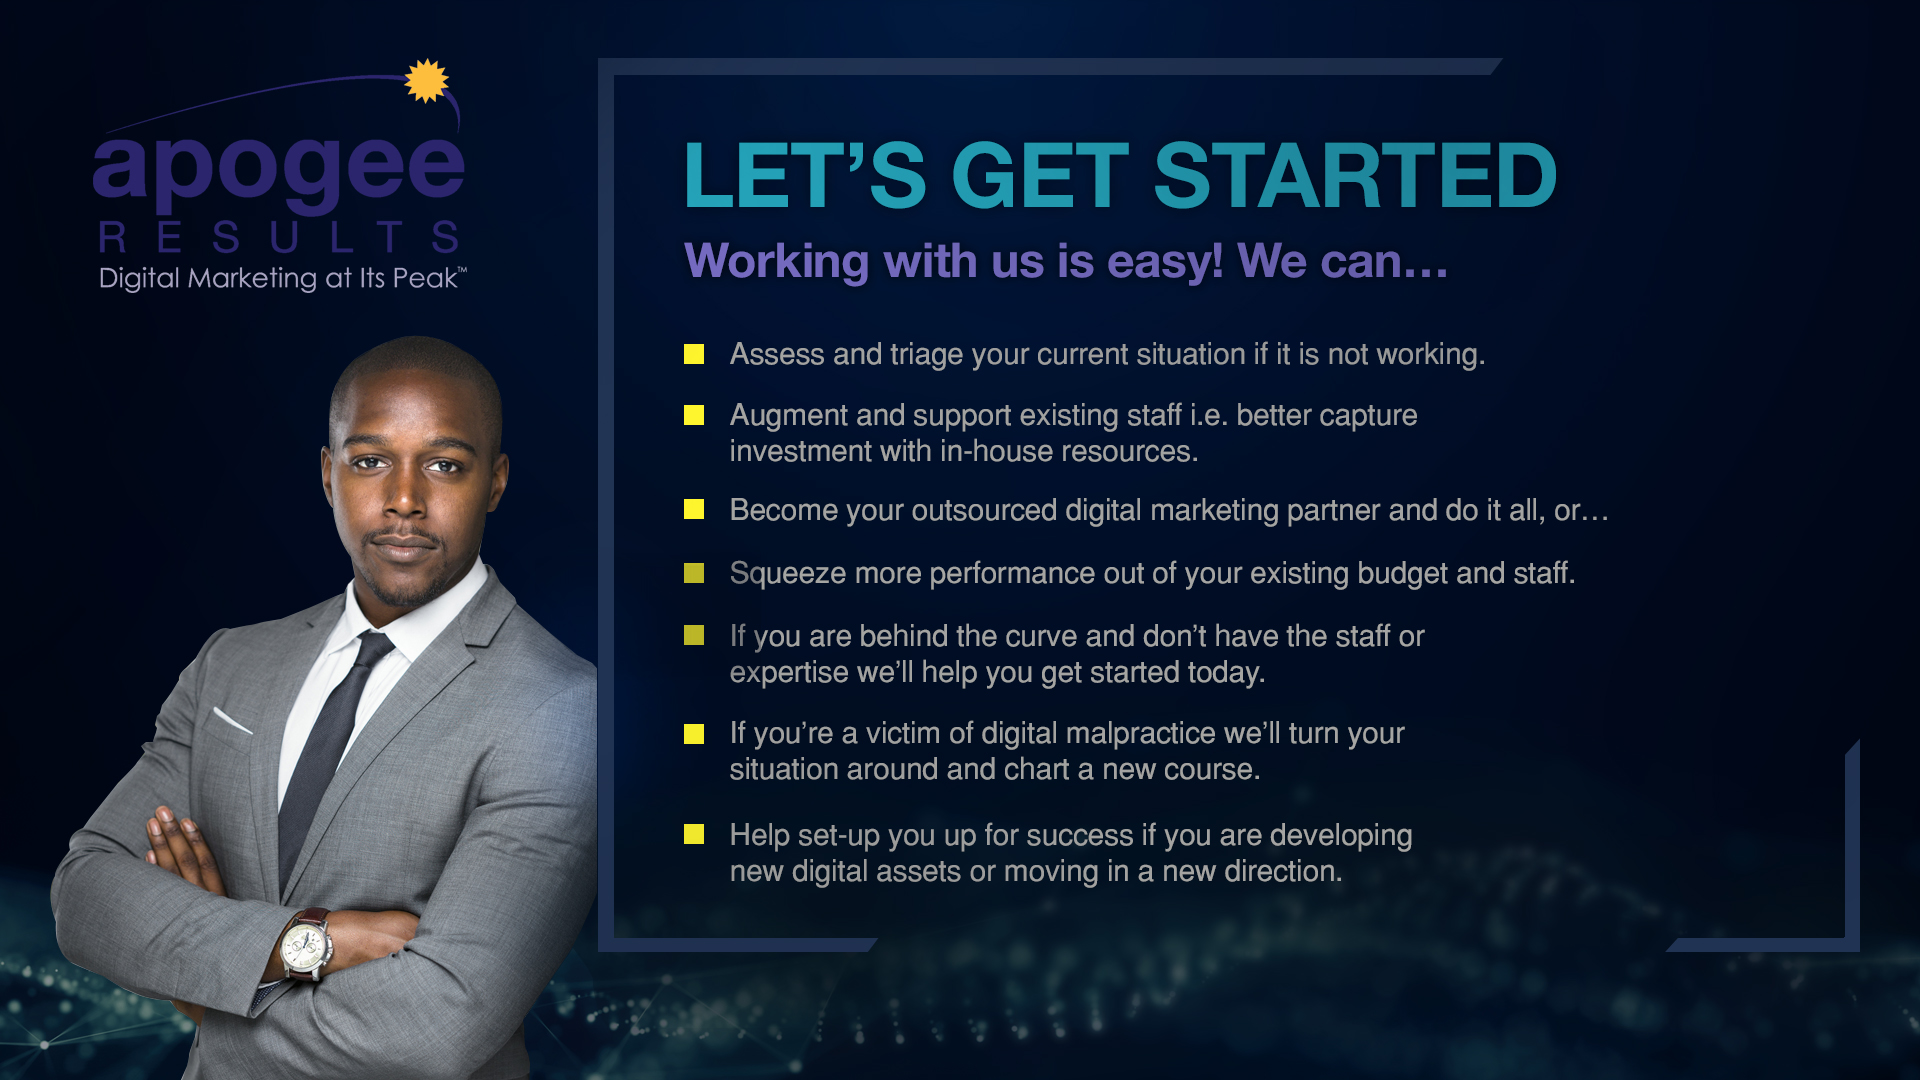 apogee
RESULTS
Digital Marketing at Its Peak™
LET’S GET STARTED
Working with us is easy! We can…
Assess and triage your current situation if it is not working.
Augment and support existing staff i.e. better capture
investment with in-house resources.
Become your outsourced digital marketing partner and do it all, or…
Squeeze more performance out of your existing budget and staff.
If you are behind the curve and don’t have the staff or
expertise we’ll help you get started today.
If you’re a victim of digital malpractice we’ll turn your
situation around and chart a new course.
Help set-up you up for success if you are developing
new digital assets or moving in a new direction.